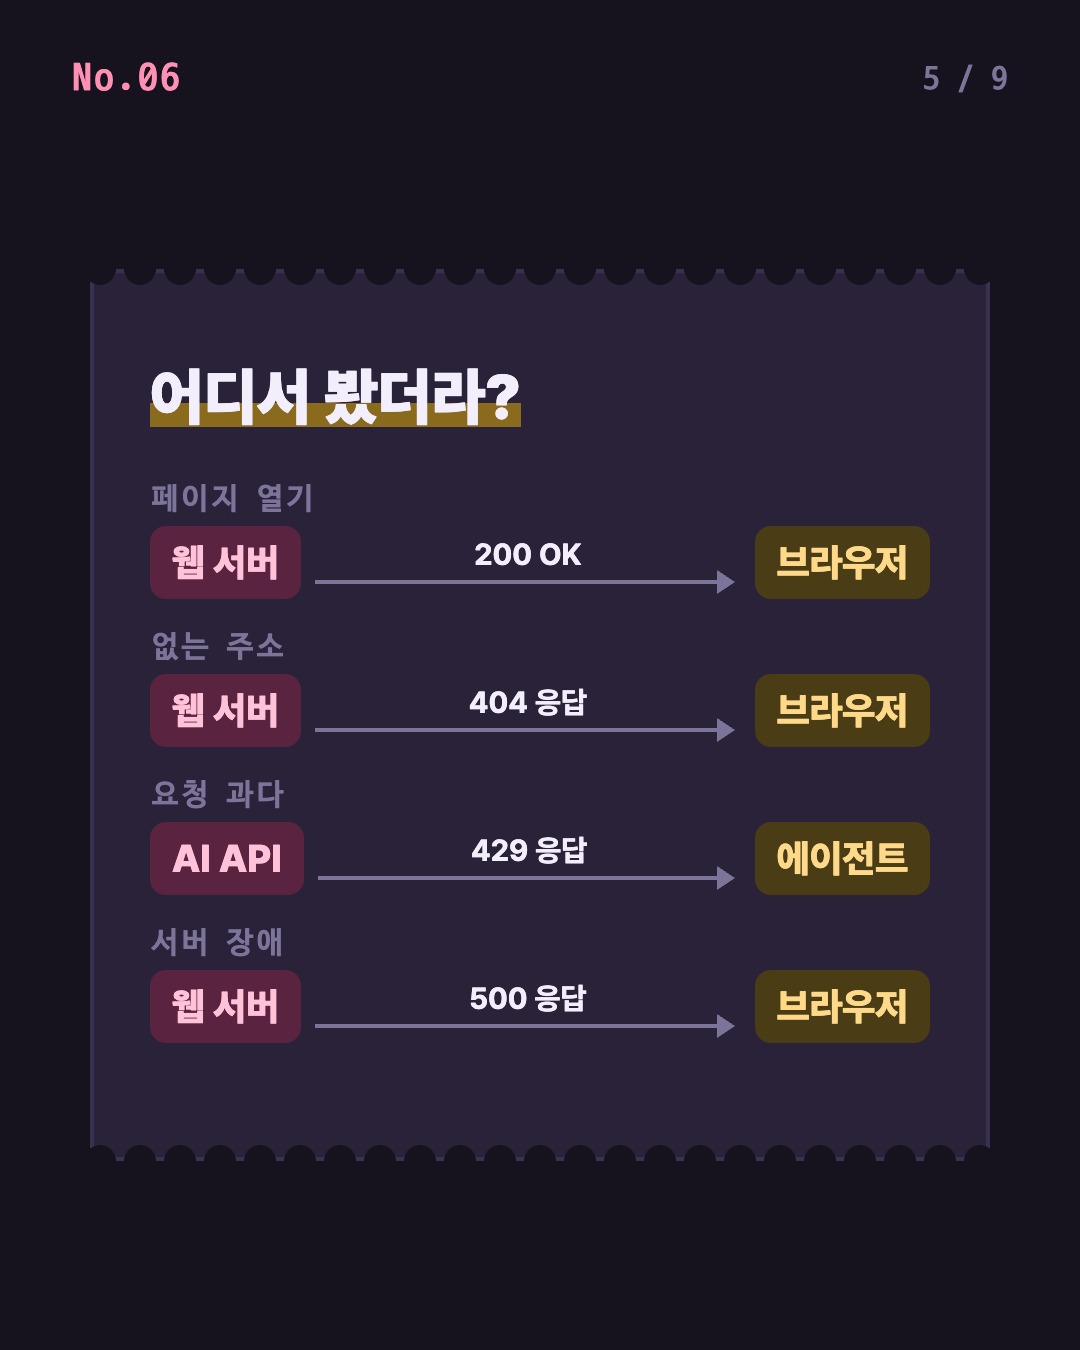 No.06
5 / 9
어디서 봤더라?
페이지 열기
웹 서버 200 OK 브라우저
없는 주소
웹 서버 404 응답 브라우저
요청 과다
AI API 429 응답 에이전트
서버 장애
웹 서버 500 응답 브라우저